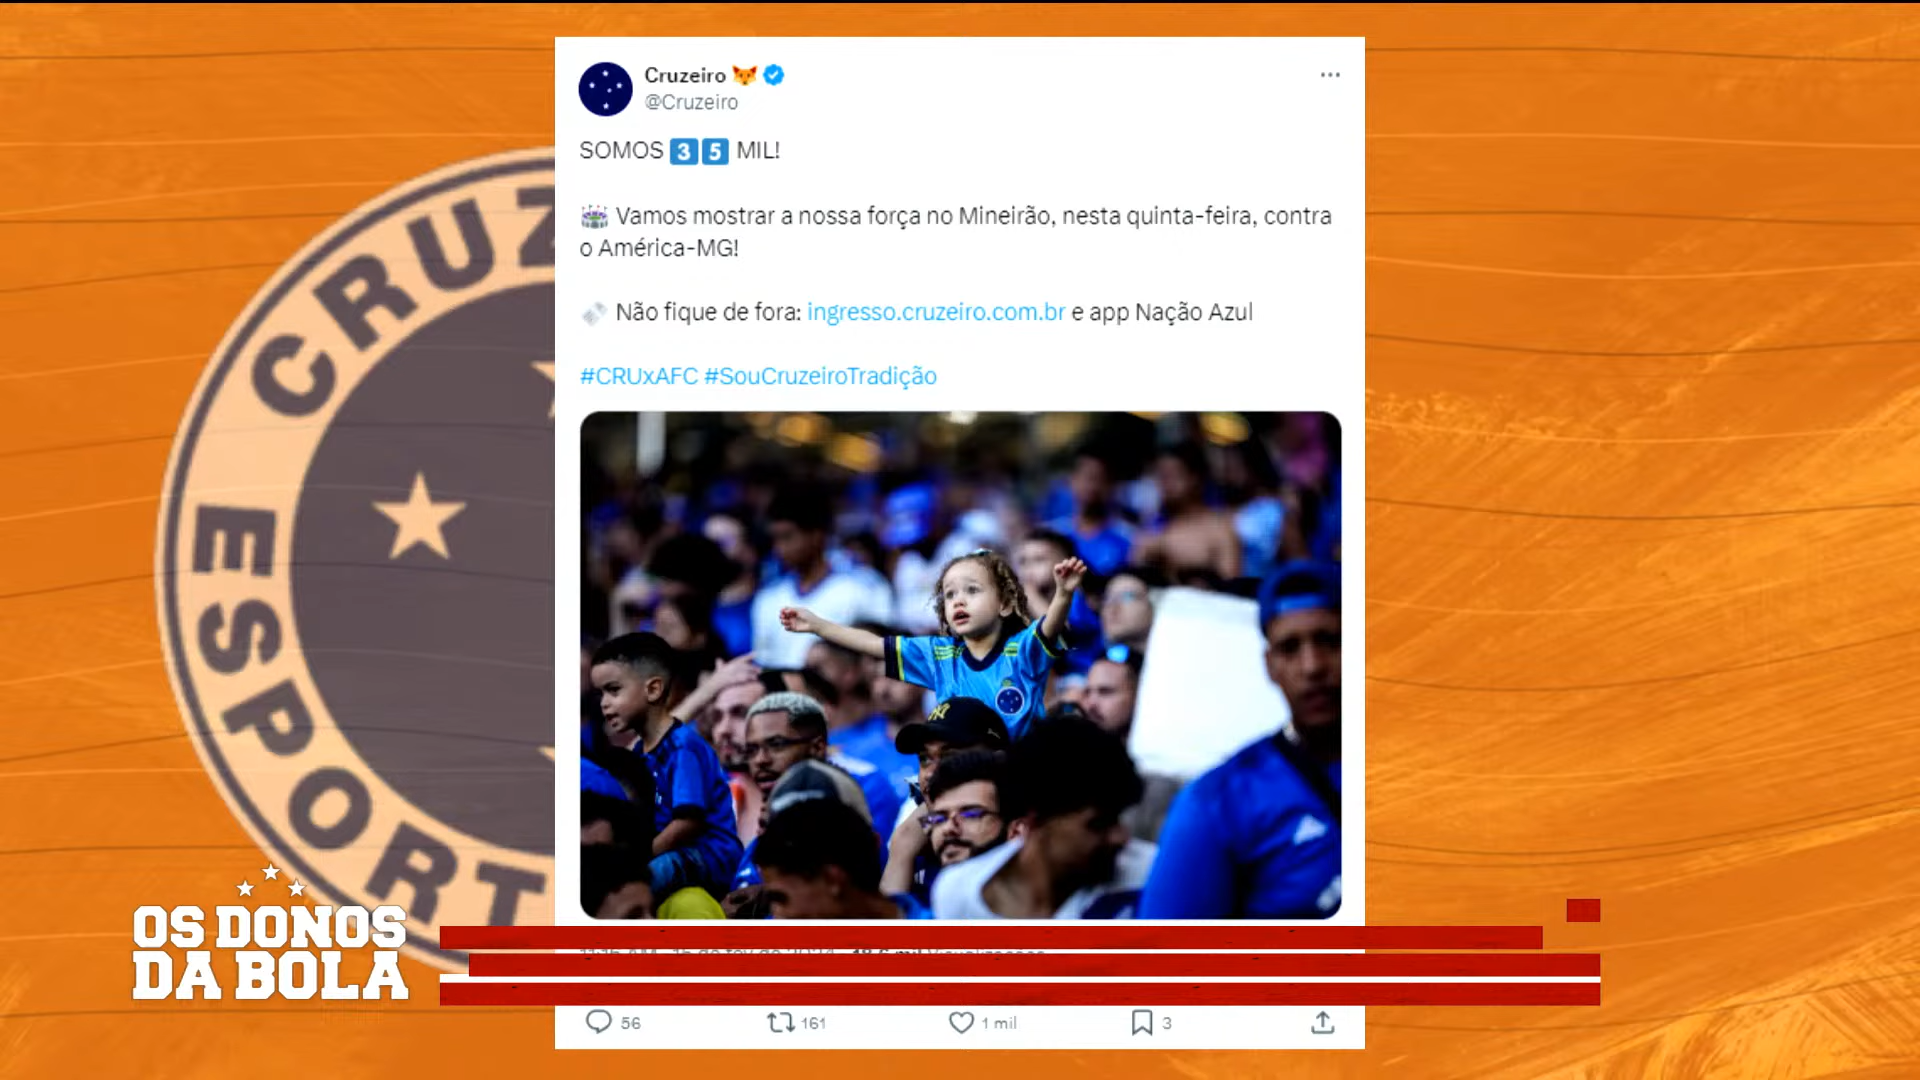 Cruzeiro
@Cruzeiro
SOMOS 35 MIL!
Vamos mostrar a nossa força no Mineirão, nesta quinta-feira, contra
o América-MG!
Não fique de fora: ingresso.cruzeiro.com.br e app Nação Azul
#CRUxAFC #SouCruzeiroTradição
CRUZ
ESPORT
NY
OS DONOS
DA BOLA
56
161
1 mil
3